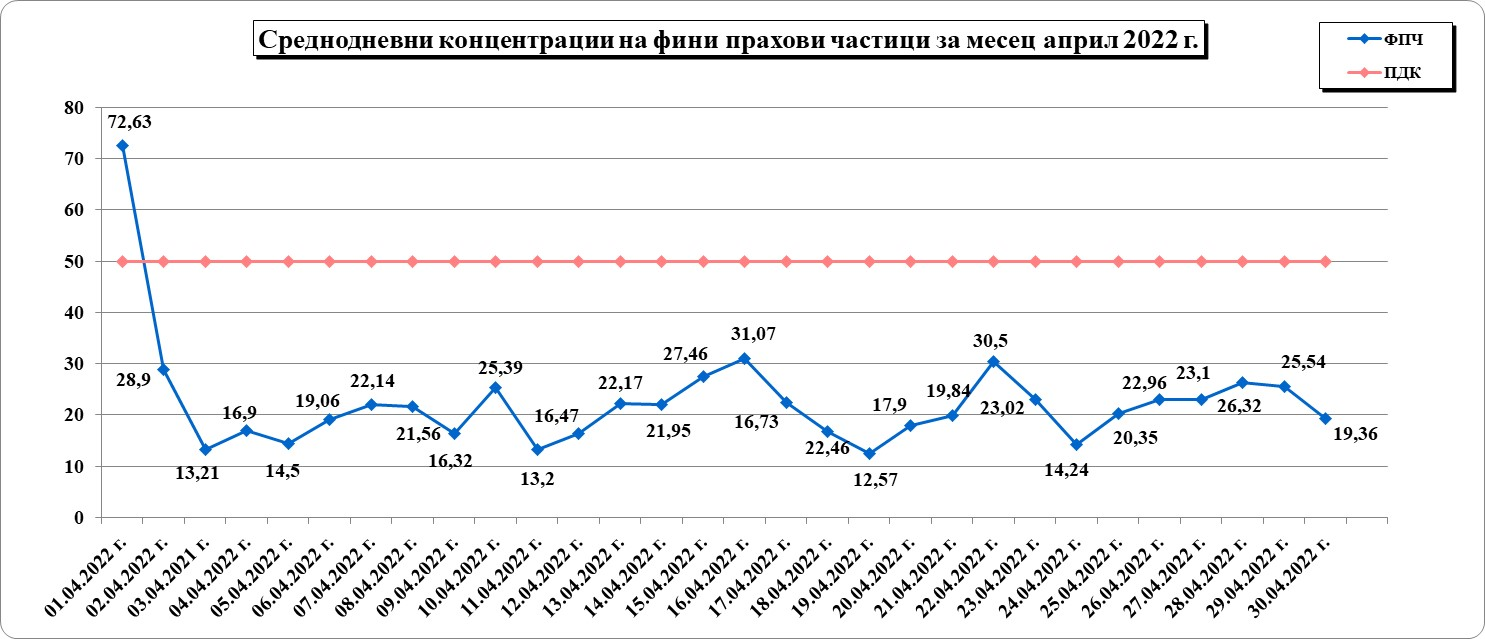 Среднодневни концентрации на фини прахови частици за месец април 2022 г.
ФПЧ
ПДК
80
70
60
50
40
30
20
10
0
72,63
28,9
13,21
16,9
14,5
19,06
22,14
21,56
16,32
25,39
13,2
16,47
22,17
21,95
27,46
31,07
16,73
22,46
12,57
17,9
19,84
30,5
23,02
14,24
20,35
22,96
23,1
26,32
25,54
19,36
01.04.2022 г.
02.04.2022 г.
03.04.2021 г.
04.04.2022 г.
05.04.2022 г.
06.04.2022 г.
07.04.2022 г.
08.04.2022 г.
09.04.2022 г.
10.04.2022 г.
11.04.2022 г.
12.04.2022 г.
13.04.2022 г.
14.04.2022 г.
15.04.2022 г.
16.04.2022 г.
17.04.2022 г.
18.04.2022 г.
19.04.2022 г.
20.04.2022 г.
21.04.2022 г.
22.04.2022 г.
23.04.2022 г.
24.04.2022 г.
25.04.2022 г.
26.04.2022 г.
27.04.2022 г.
28.04.2022 г.
29.04.2022 г.
30.04.2022 г.